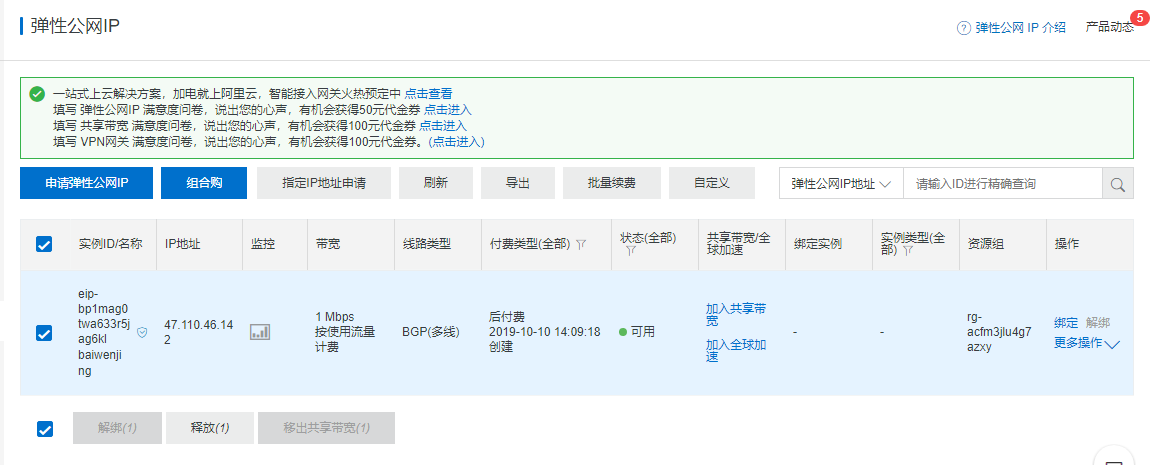 弹性公网IP
弹性公网 IP 介绍
产品动态
5
一站式上云解决方案，加电就上阿里云，智能接入网关火热预定中 点击查看
填写 弹性公网IP 满意度问卷，说出您的心声，有机会获得50元代金券 点击进入
填写 共享带宽 满意度问卷，说出您的心声，有机会获得100元代金券 点击进入
填写 VPN网关 满意度问卷，说出您的心声，有机会获得100元代金券。(点击进入)
申请弹性公网IP
组合购
指定IP地址申请
刷新
导出
批量续费
自定义
弹性公网IP地址
请输入ID进行精确查询
实例ID/名称
IP地址
监控
带宽
线路类型
付费类型(全部)
状态(全部)
共享带宽/全
球加速
绑定实例
实例类型(全
部)
资源组
操作
eip-
bp1mag0
twa633r5j
ag6kl
baiwenji
ng
47.110.46.14
2
1 Mbps
按使用流量
计费
BGP(多线)
后付费
2019-10-10 14:09:18
创建
可用
加入共享带
宽
加入全球加
速
-
-
rg-
acfm3jlu4g7
azxy
绑定 解绑
更多操作
解绑(1)
释放(1)
移出共享带宽(1)